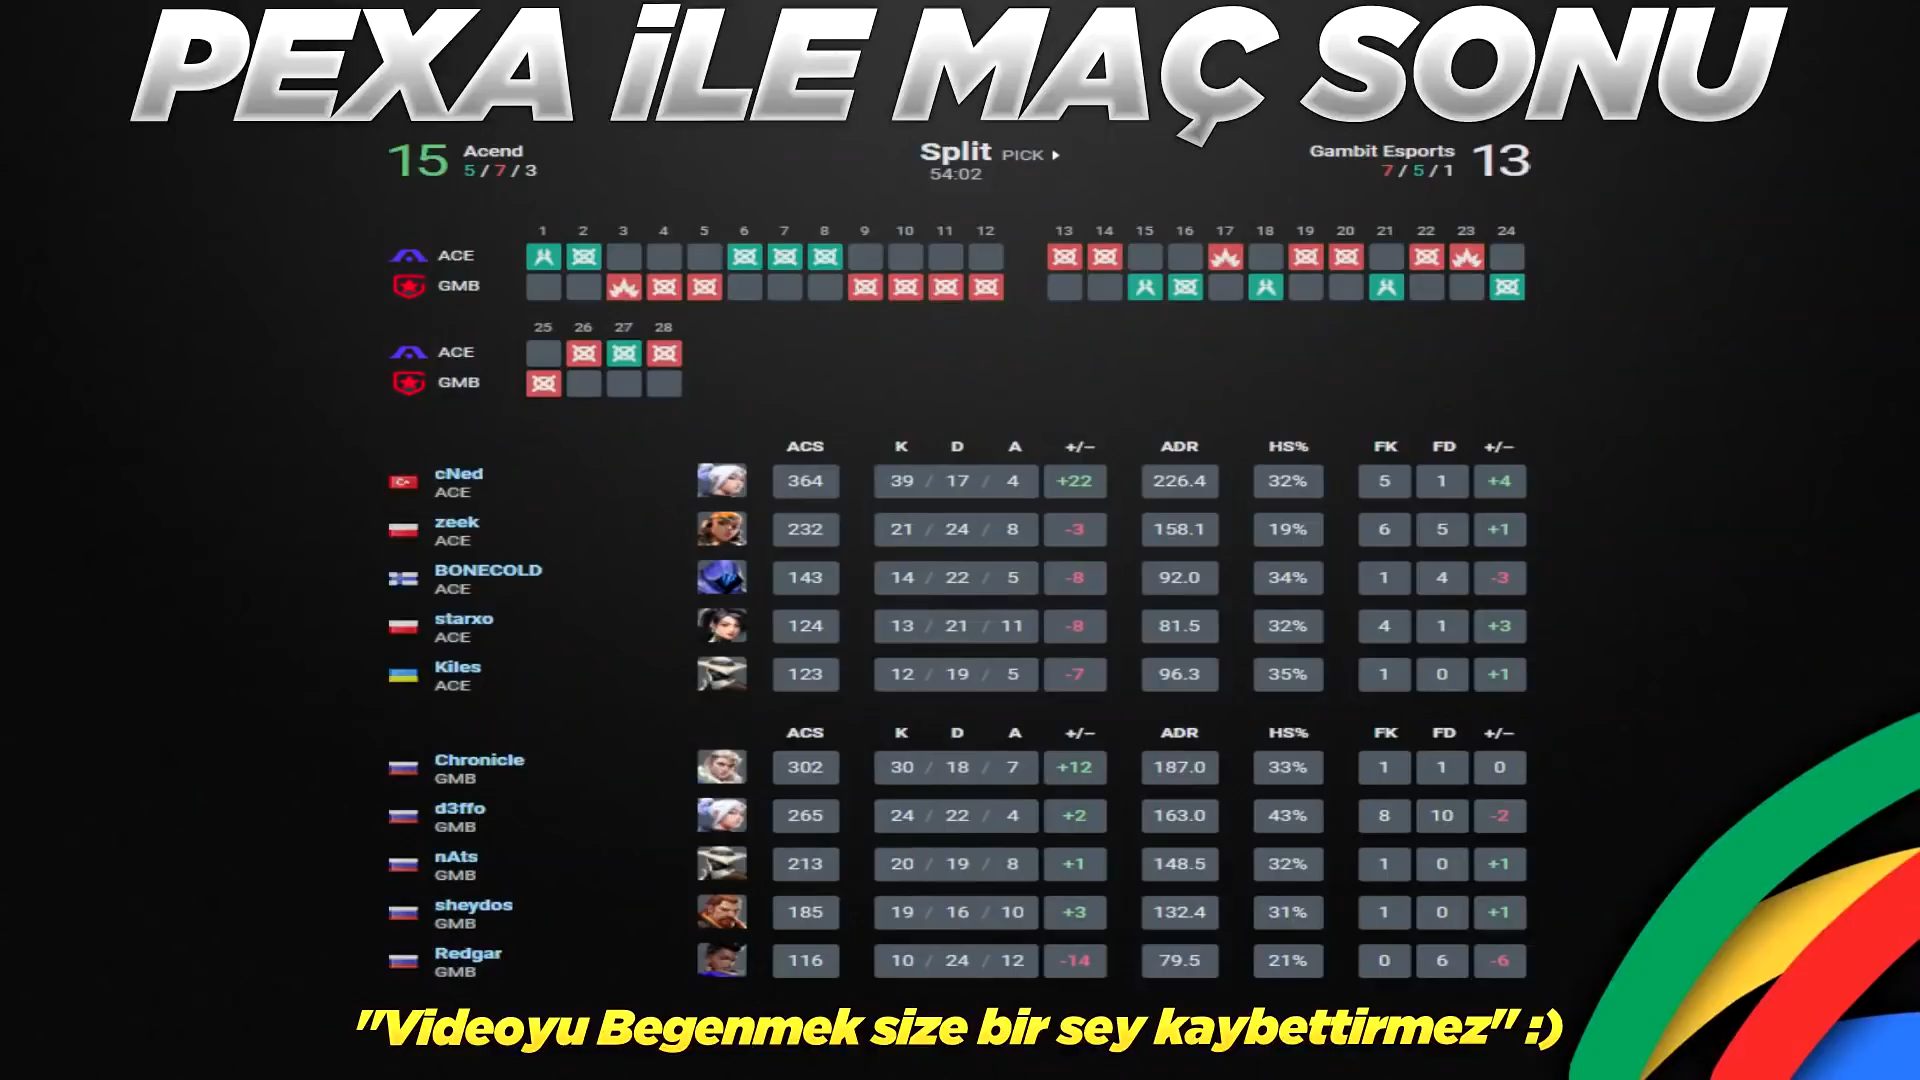 PEXA iLE MAÇ SONU
15 Acend 5 / 7 / 3 Split PICK 54:02 Gambit Esports 7 / 5 / 1 13
1 2 3 4 5 6 7 8 9 10 11 12 13 14 15 16 17 18 19 20 21 22 23 24
ACE
GMB
25 26 27 28
ACE
GMB
ACS K D A +/– ADR HS% FK FD +/–
cNed ACE 364 39 / 17 / 4 +22 226.4 32% 5 1 +4
zeek ACE 232 21 / 24 / 8 -3 158.1 19% 6 5 +1
BONECOLD ACE 143 14 / 22 / 5 -8 92.0 34% 1 4 -3
starxo ACE 124 13 / 21 / 11 -8 81.5 32% 4 1 +3
Kiles ACE 123 12 / 19 / 5 -7 96.3 35% 1 0 +1
ACS K D A +/– ADR HS% FK FD +/–
Chronicle GMB 302 30 / 18 / 7 +12 187.0 33% 1 1 0
d3ffo GMB 265 24 / 22 / 4 +2 163.0 43% 8 10 -2
nAts GMB 213 20 / 19 / 8 +1 148.5 32% 1 0 +1
sheydos GMB 185 19 / 16 / 10 +3 132.4 31% 1 0 +1
Redgar GMB 116 10 / 24 / 12 -14 79.5 21% 0 6 -6
"Videoyu Begenmek size bir sey kaybettirmez" :)